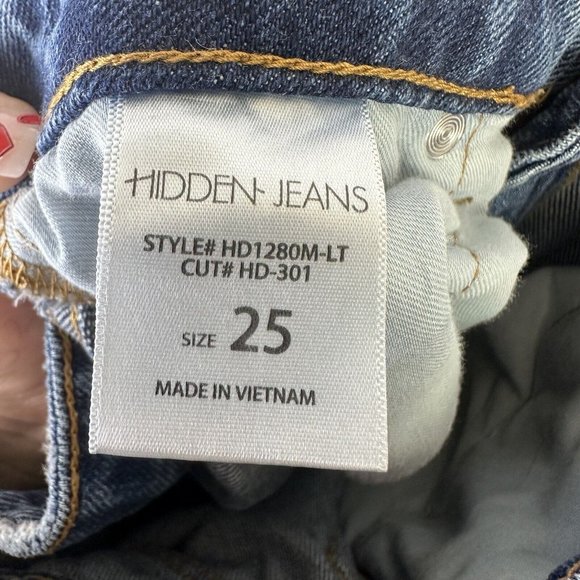 HIDDEN JEANS
STYLE# HD1280M-LT
CUT# HD-301
SIZE 25
MADE IN VIETNAM